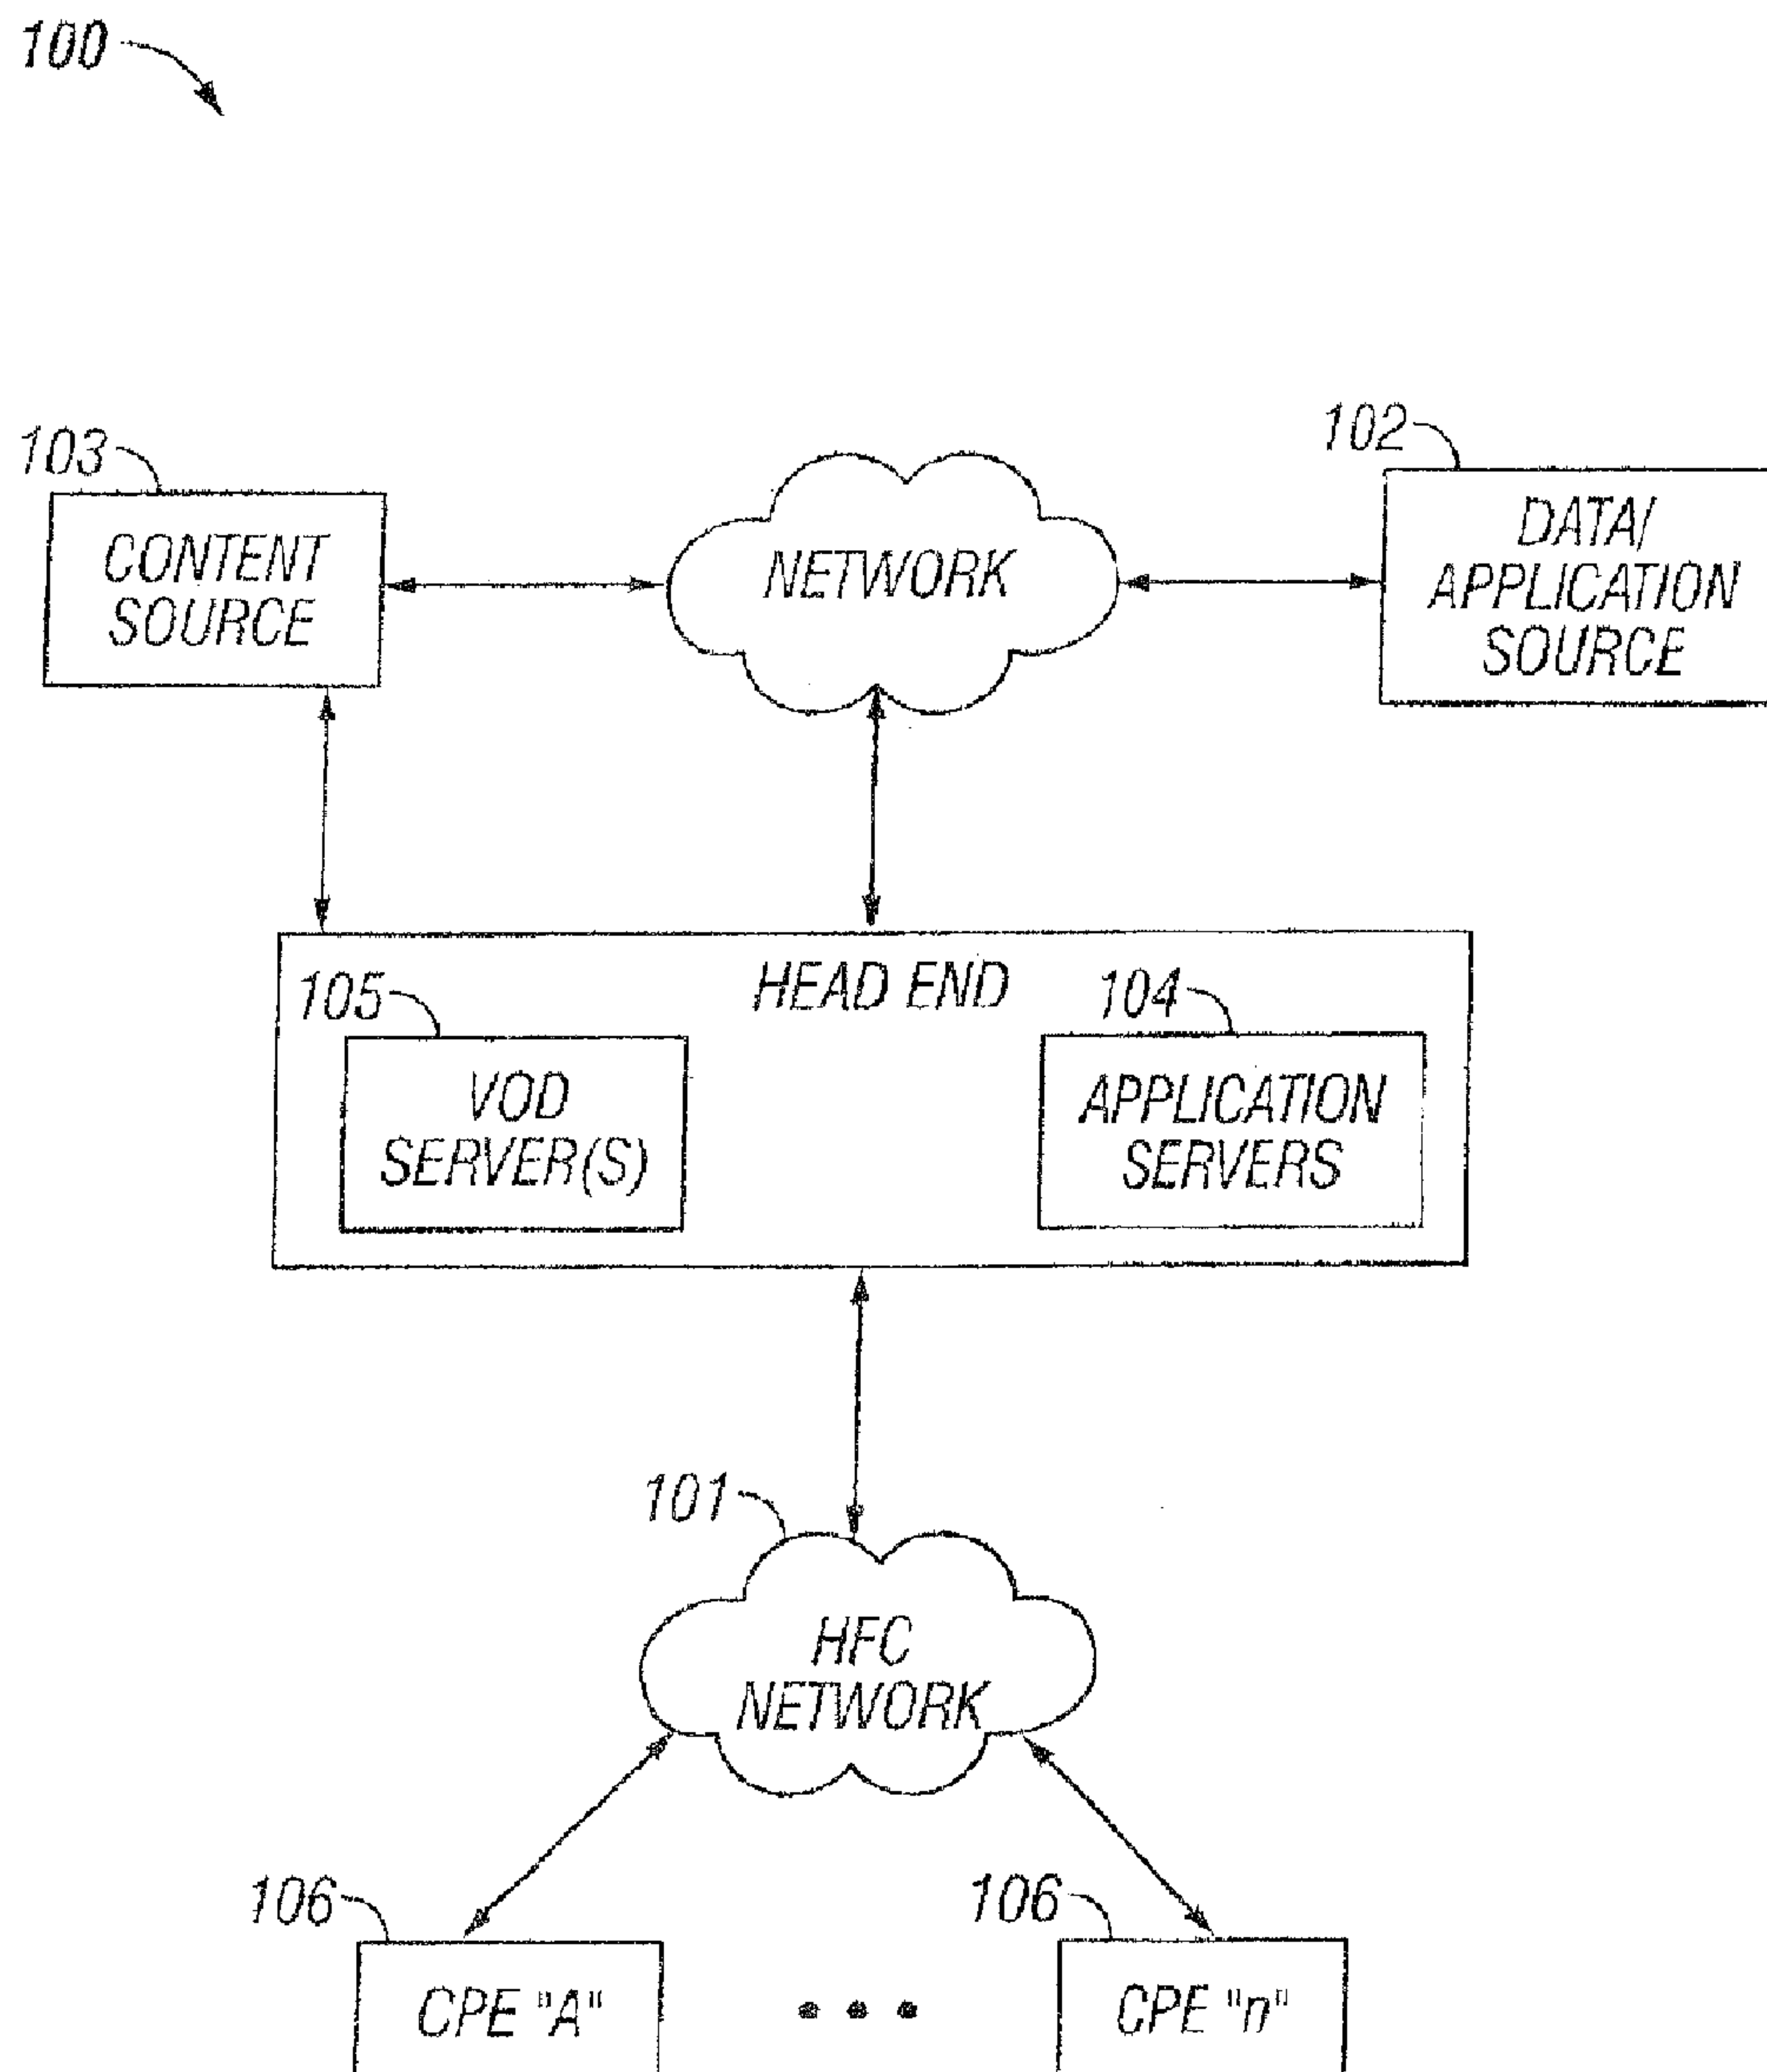 100
103
102
CONTENT
SOURCE
NETWORK
DATA/
APPLICATION
SOURCE
HEAD END
105
104
VOD
SERVER(S)
APPLICATION
SERVERS
101
HFC
NETWORK
106
106
CPE "A"
CPE "n"